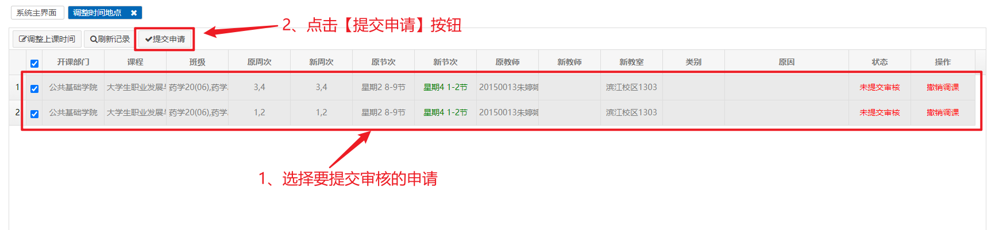 系统主界面 调整时间地点
2、点击【提交申请】按钮
调整上课时间 刷新记录 提交申请
开课部门 课程 班级 原周次 新周次 原节次 新节次 原教师 新教师 新教室 类别 原因 状态 操作
1 公共基础学院 大学生职业发展 药学20(06),药学 3,4 3,4 星期2 8-9节 星期4 1-2节 20150013朱婷婷 滨江校区1303 未提交审核 撤销调课
2 公共基础学院 大学生职业发展 药学20(06),药学 1,2 1,2 星期2 8-9节 星期4 1-2节 20150013朱婷婷 滨江校区1303 未提交审核 撤销调课
1、选择要提交审核的申请